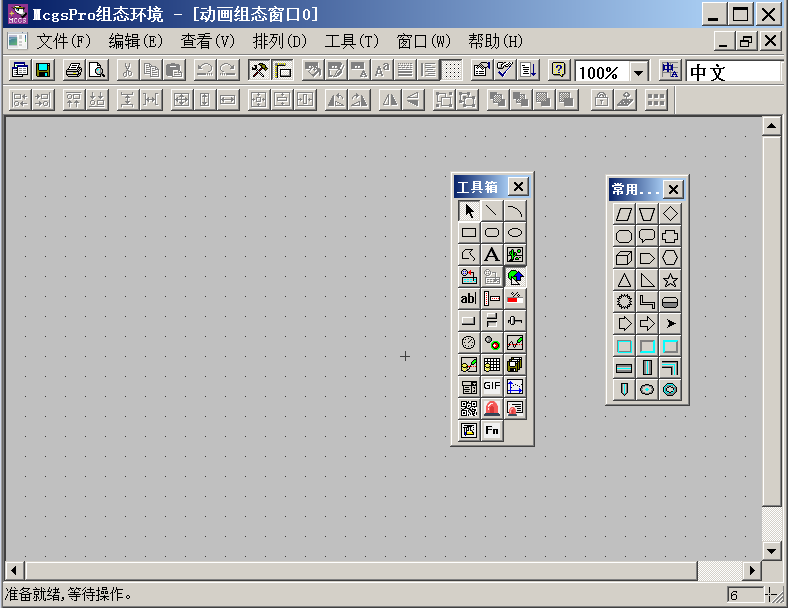 McgsPro组态环境 - [动画组态窗口0]
文件(F) 编辑(E) 查看(V) 排列(D) 工具(T) 窗口(W) 帮助(H)
100% 中文
工具箱
常用...
A
ab
GIF
Fn
准备就绪,等待操作。
6